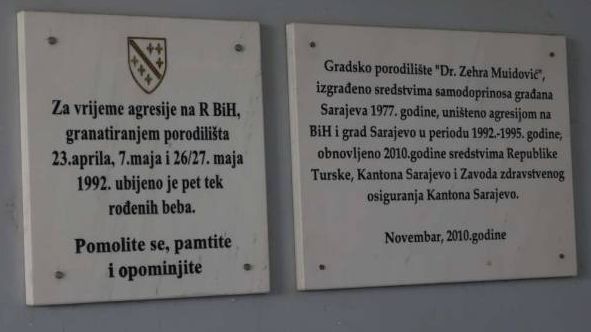 Za vrijeme agresije na R BiH,
granatiranjem porodilišta
23.aprila, 7.maja i 26/27. maja
1992. ubijeno je pet tek
rođenih beba.
Pomolite se, pamtite
i opominjite
Gradsko porodilište "Dr. Zehra Muidović",
izgrađeno sredstvima samodoprinosa građana
Sarajeva 1977. godine, uništeno agresijom na
BiH i grad Sarajevo u periodu 1992.-1995. godine,
obnovljeno 2010.godine sredstvima Republike
Turske, Kantona Sarajevo i Zavoda zdravstvenog
osiguranja Kantona Sarajevo.
Novembar, 2010.godine